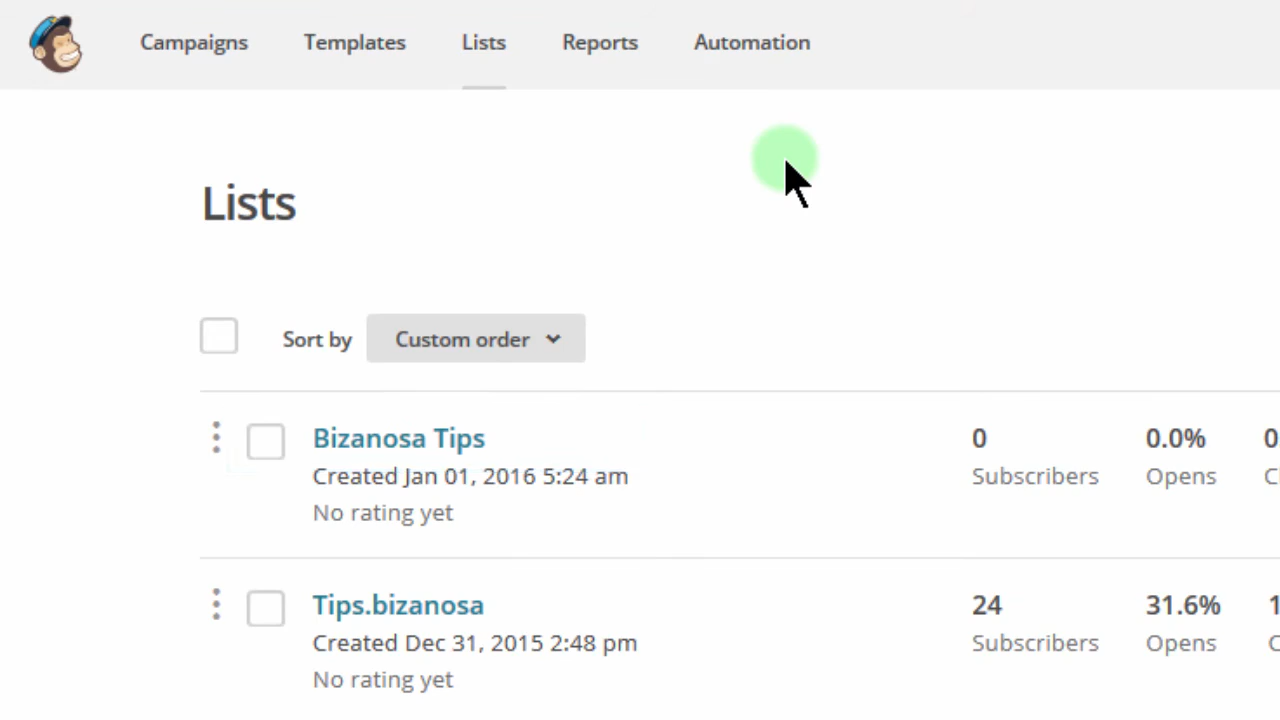 Campaigns Templates Lists Reports Automation
Lists
Sort by Custom order
Bizanosa Tips 0 0.0% 0
Created Jan 01, 2016 5:24 am Subscribers Opens
No rating yet
Tips.bizanosa 24 31.6% 1
Created Dec 31, 2015 2:48 pm Subscribers Opens
No rating yet